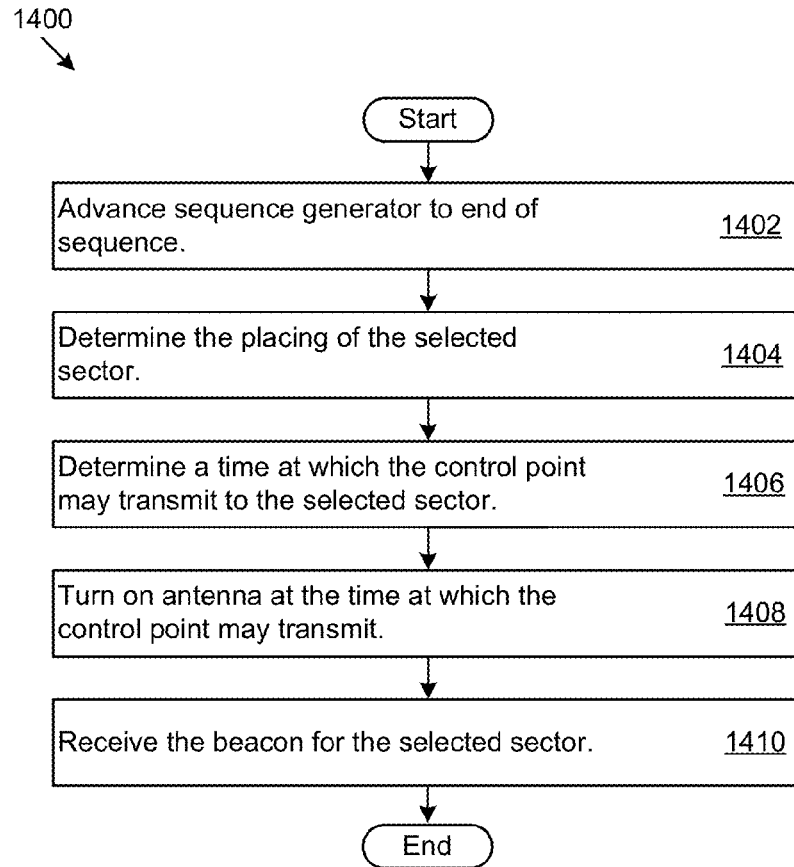 1400
Start
Advance sequence generator to end of
sequence.
1402
Determine the placing of the selected
sector.
1404
Determine a time at which the control point
may transmit to the selected sector.
1406
Turn on antenna at the time at which the
control point may transmit.
1408
Receive the beacon for the selected sector.
1410
End